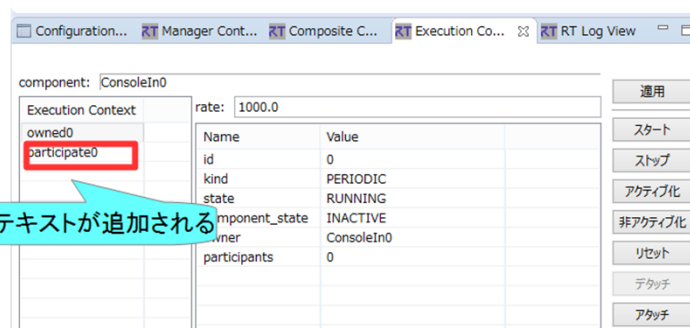 Configuration...
RT Manager Cont...
RT Composite C...
RT Execution Co...
RT RT Log View
component: ConsoleIn0
Execution Context
owned0
participate0
rate: 1000.0
Name Value
id 0
kind PERIODIC
state RUNNING
component_state INACTIVE
owner ConsoleIn0
participants 0
テキストが追加される
適用
スタート
ストップ
アクティブ化
非アクティブ化
リセット
デタッチ
アタッチ